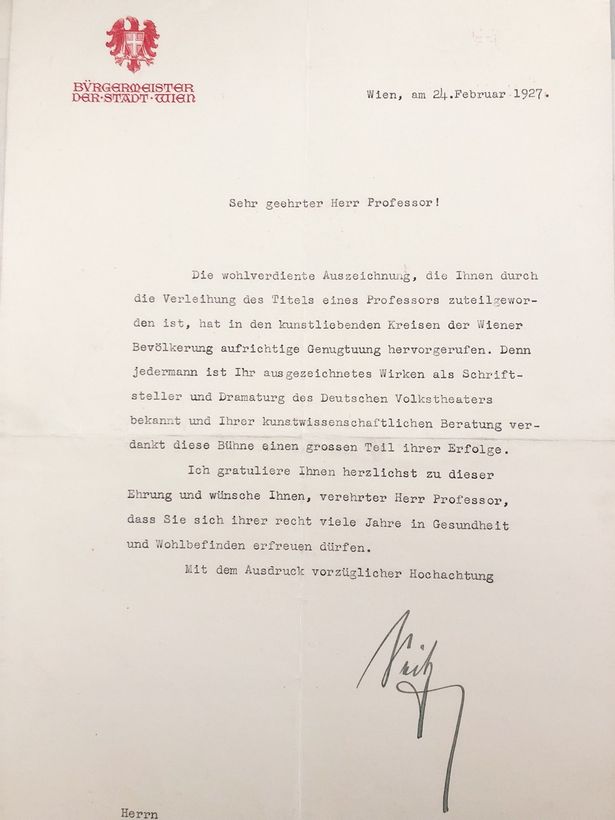 BÜRGERMEISTER
DER·STADT·WIEN
Wien, am 24.Februar 1927.
Sehr geehrter Herr Professor!
Die wohlverdiente Auszeichnung, die Ihnen durch
die Verleihung des Titels eines Professors zuteilgewor-
den ist, hat in den kunstliebenden Kreisen der Wiener
Bevölkerung aufrichtige Genugtuung hervorgerufen. Denn
jedermann ist Ihr ausgezeichnetes Wirken als Schrift-
steller und Dramaturg des Deutschen Volkstheaters
bekannt und Ihrer kunstwissenschaftlichen Beratung ver-
dankt diese Bühne einen grossen Teil ihrer Erfolge.
Ich gratuliere Ihnen herzlichst zu dieser
Ehrung und wünsche Ihnen, verehrter Herr Professor,
dass Sie sich ihrer recht viele Jahre in Gesundheit
und Wohlbefinden erfreuen dürfen.
Mit dem Ausdruck vorzüglicher Hochachtung
Seitz
Herrn